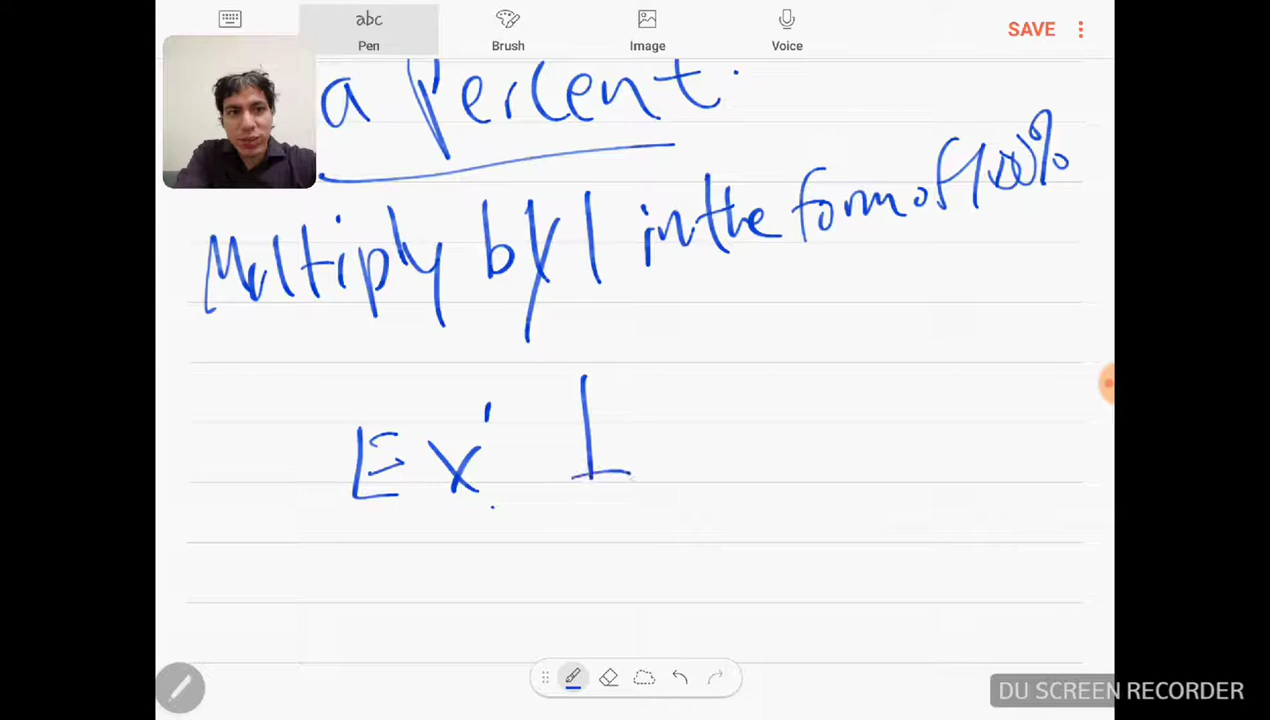 abc
Pen
Brush
Image
Voice
SAVE
a Percent.
Multiply by 1 in the form of 100%
Ex: 1
DU SCREEN RECORDER